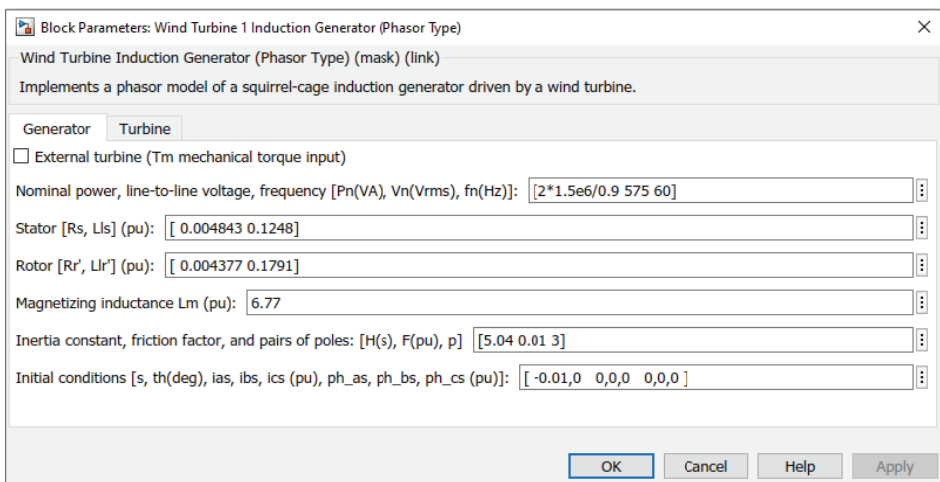 Block Parameters: Wind Turbine 1 Induction Generator (Phasor Type)
Wind Turbine Induction Generator (Phasor Type) (mask) (link)
Implements a phasor model of a squirrel-cage induction generator driven by a wind turbine.
Generator Turbine
External turbine (Tm mechanical torque input)
Nominal power, line-to-line voltage, frequency [Pn(VA), Vn(Vrms), fn(Hz)]: [2*1.5e6/0.9 575 60]
Stator [Rs, Lls] (pu): [ 0.004843 0.1248]
Rotor [Rr', Llr'] (pu): [ 0.004377 0.1791]
Magnetizing inductance Lm (pu): 6.77
Inertia constant, friction factor, and pairs of poles: [H(s), F(pu), p] [5.04 0.01 3]
Initial conditions [s, th(deg), ias, ibs, ics (pu), ph_as, ph_bs, ph_cs (pu)]: [ -0.01,0 0,0,0 0,0,0 ]
OK Cancel Help Apply